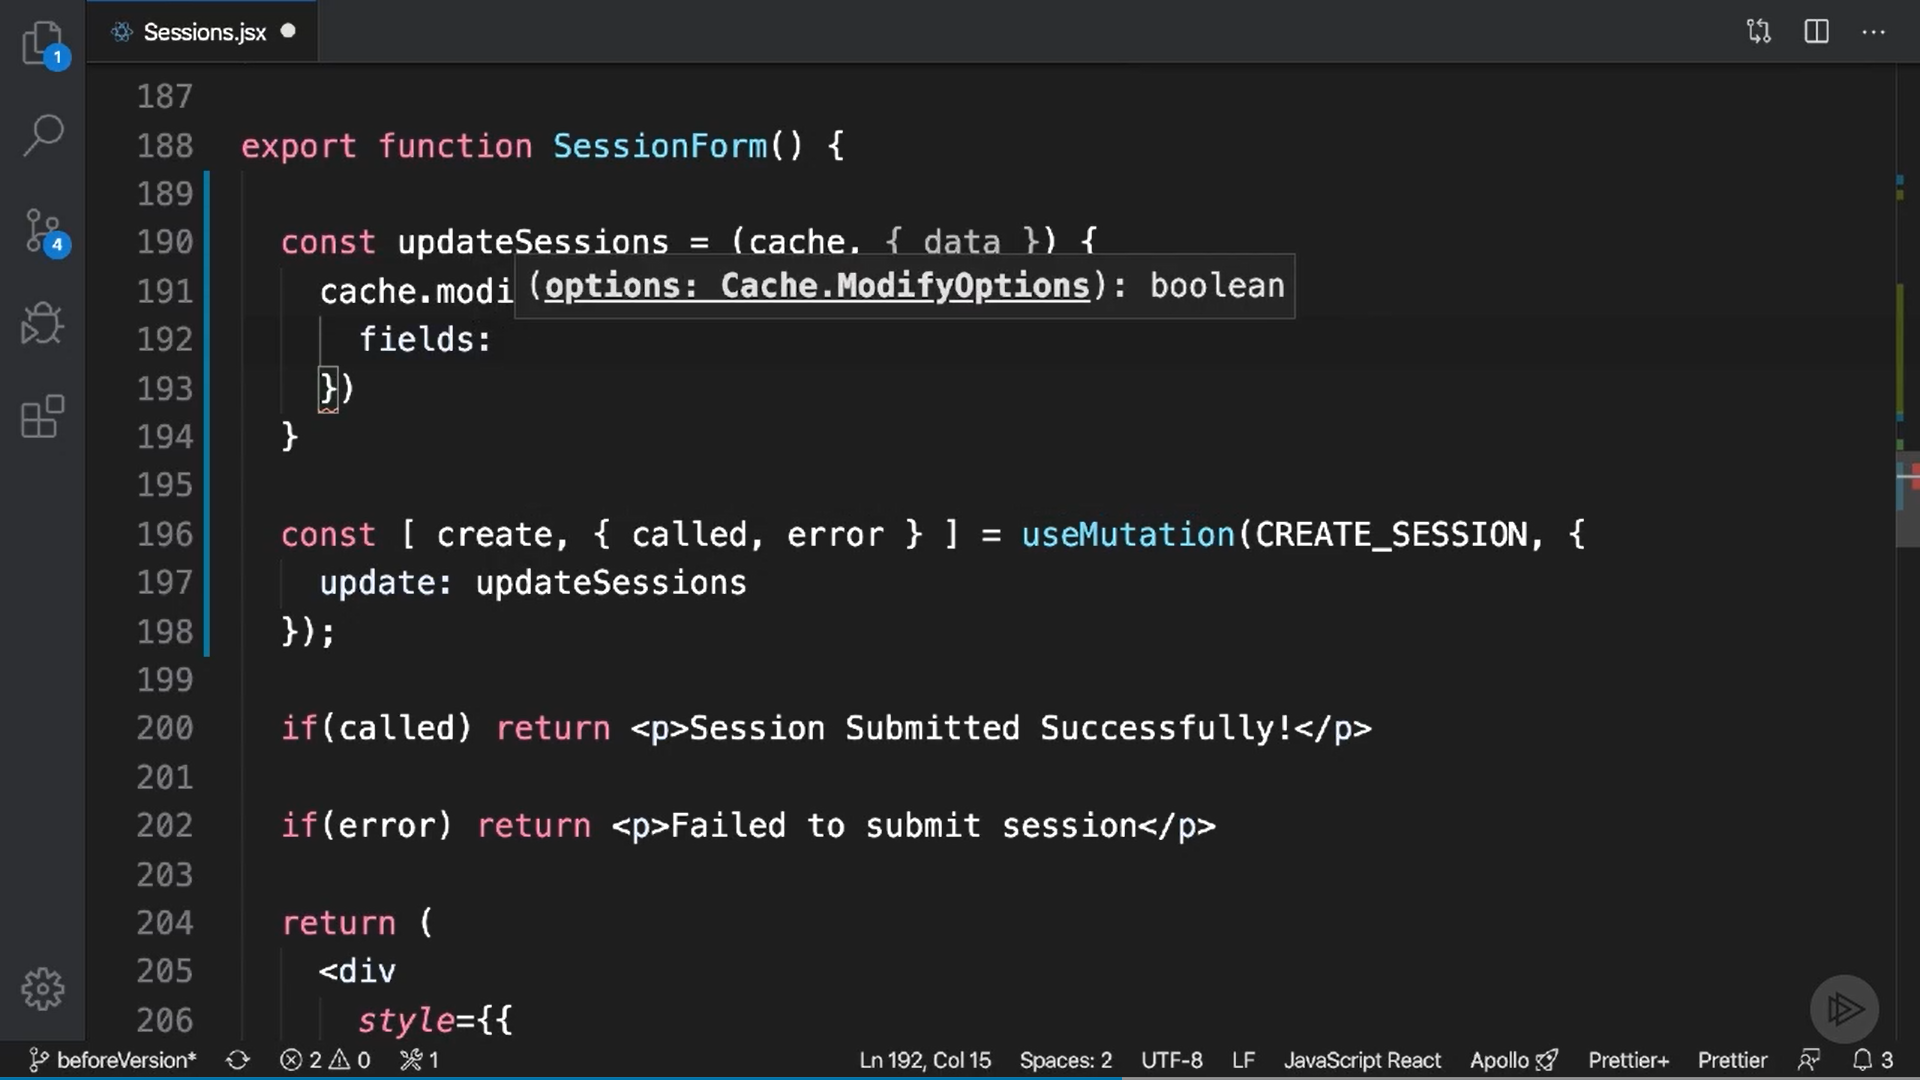 Sessions.jsx
1
4
187
188 export function SessionForm() {
189
190 const updateSessions = (cache, { data }) {
191 cache.modi
(options: Cache.ModifyOptions): boolean
192 fields:
193 })
194 }
195
196 const [ create, { called, error } ] = useMutation(CREATE_SESSION, {
197 update: updateSessions
198 });
199
200 if(called) return <p>Session Submitted Successfully!</p>
201
202 if(error) return <p>Failed to submit session</p>
203
204 return (
205 <div
206 style={{
beforeVersion* 2 0 1 Ln 192, Col 15 Spaces: 2 UTF-8 LF JavaScript React Apollo Prettier+ Prettier 3